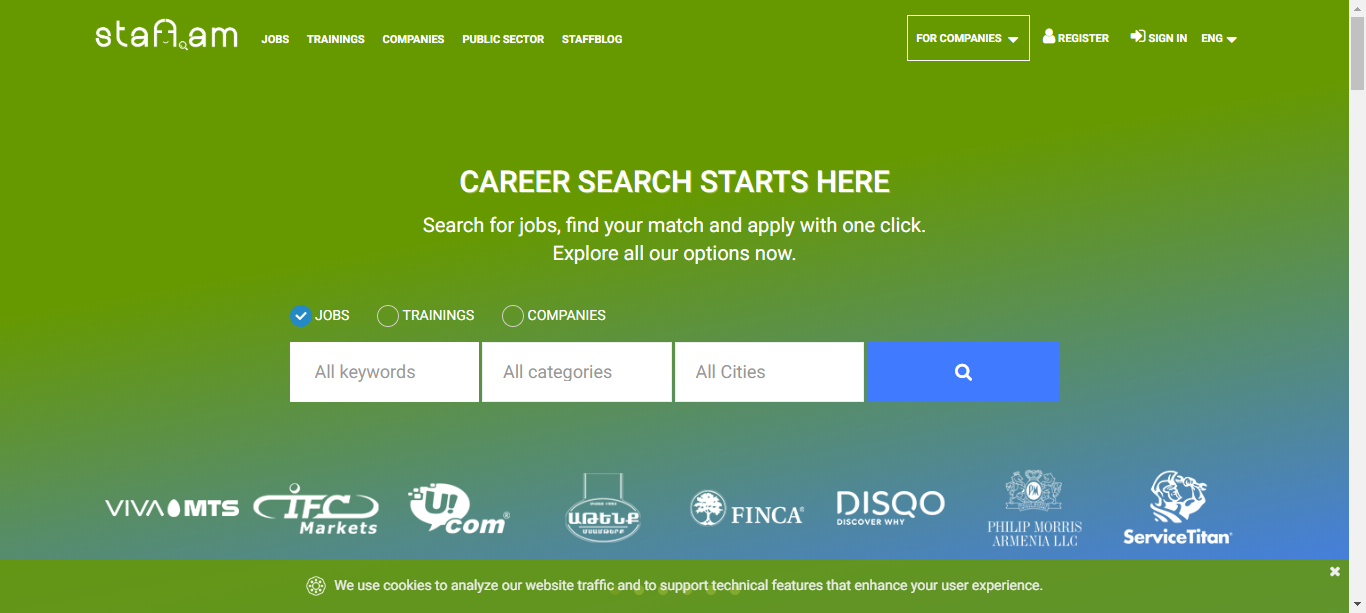 staff.am
JOBS TRAININGS COMPANIES PUBLIC SECTOR STAFFBLOG
FOR COMPANIES REGISTER SIGN IN ENG
CAREER SEARCH STARTS HERE
Search for jobs, find your match and apply with one click.
Explore all our options now.
JOBS TRAININGS COMPANIES
All keywords All categories All Cities
VIVA MTS
IFC
Markets
U!
com®
ԱԹԵՆՔ
FINCA®
DISQO
DISCOVER WHY
PM
PHILIP MORRIS
ARMENIA LLC
ServiceTitan®
We use cookies to analyze our website traffic and to support technical features that enhance your user experience.